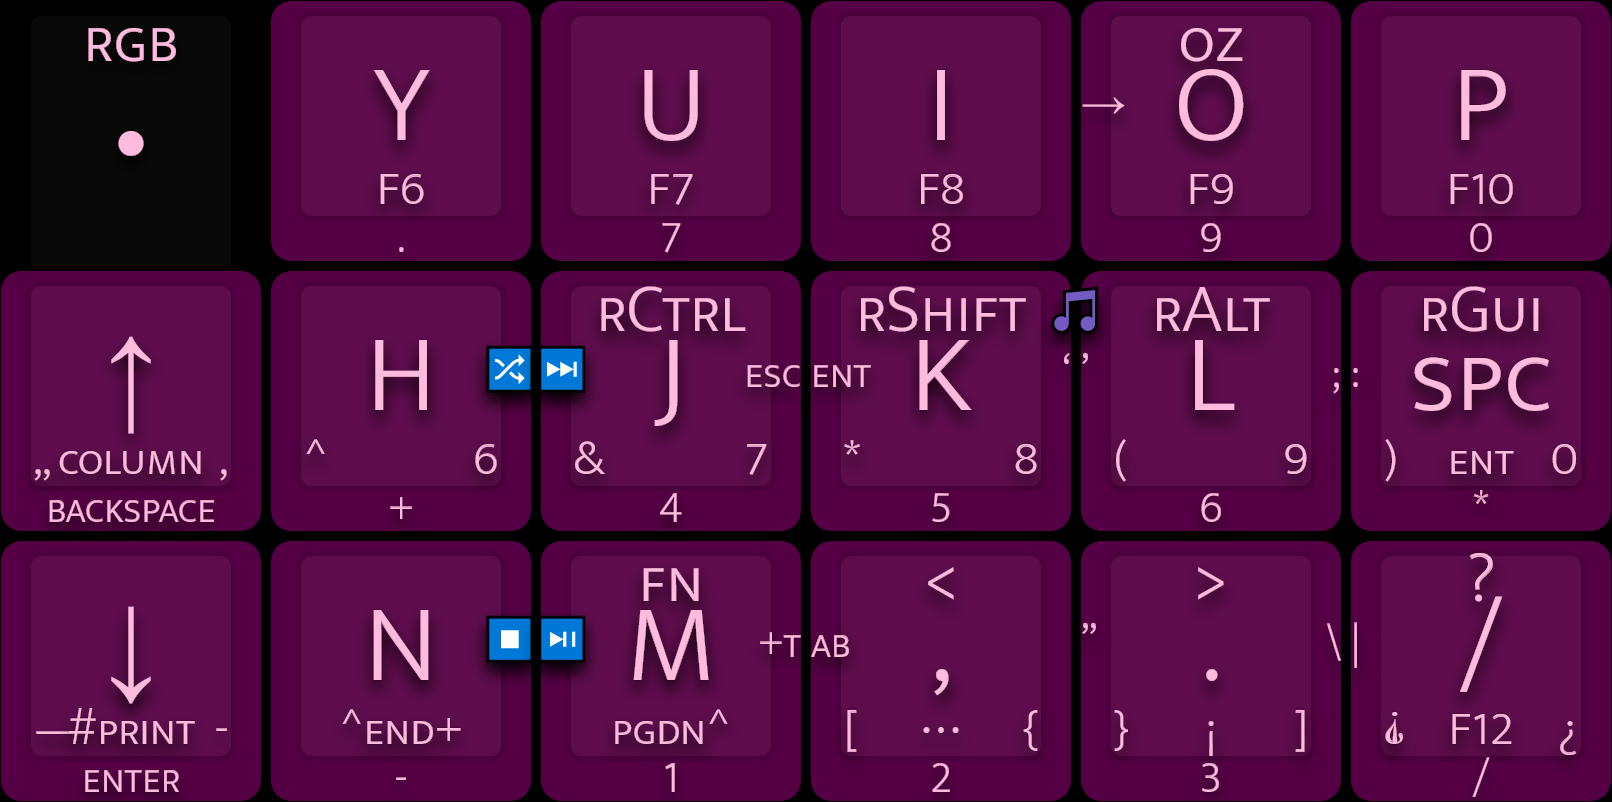 RGB
•
Y
F6
.
U
F7
7
I
F8
8
→
OZ
O
F9
9
P
F10
0
↑
„ COLUMN ‚
BACKSPACE
H
^ 6
+
RCTRL
J
& 7
4
ESC ENT
RSHIFT
K
* 8
5
‘’
RALT
L
( 9
6
; :
RGUI
SPC
) ENT 0
*
↓
—#PRINT -
ENTER
N
^END+
-
FN
M
PGDN^
1
+TAB
<
,
[ … {
2
”
>
.
} ¡ ]
3
\ |
?
/
⸘ F12 ¿
/